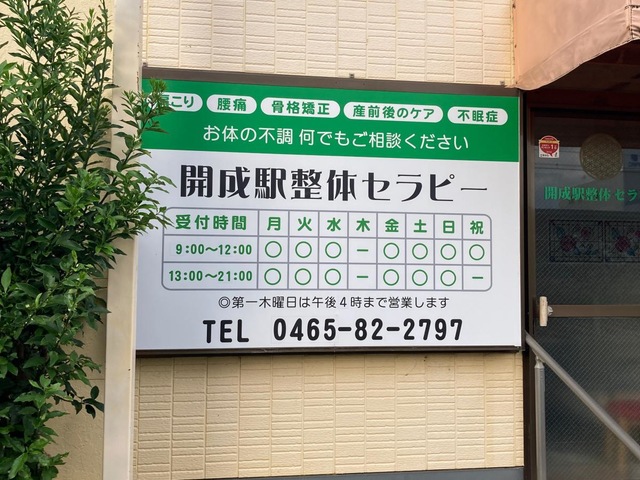 こり 腰痛 骨格矯正 産前後のケア 不眠症
お体の不調 何でもご相談ください
開成駅整体セラピー
受付時間 月 火 水 木 金 土 日 祝
9:00〜12:00 ○ ○ ○ − ○ ○ ○ ○
13:00〜21:00 ○ ○ ○ − ○ ○ ○ −
◎第一木曜日は午後4時まで営業します
TEL 0465-82-2797
開成駅整体セラ